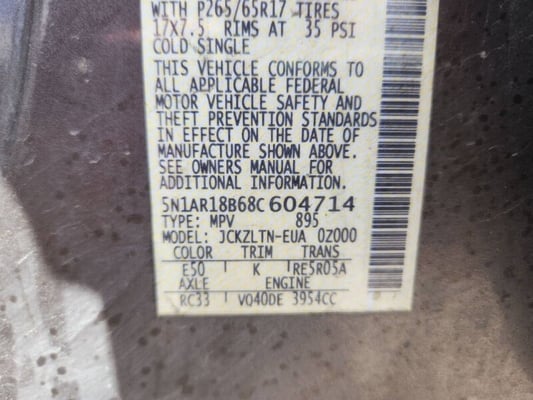 WITH P265/65R17 TIRES
17X7.5 RIMS AT 35 PSI
COLD SINGLE
THIS VEHICLE CONFORMS TO
ALL APPLICABLE FEDERAL
MOTOR VEHICLE SAFETY AND
THEFT PREVENTION STANDARDS
IN EFFECT ON THE DATE OF
MANUFACTURE SHOWN ABOVE.
SEE OWNERS MANUAL FOR
ADDITIONAL INFORMATION.
5N1AR18B68C604714
TYPE: MPV 895
MODEL: JCKZLTN-EUA 0Z000
COLOR TRIM TRANS
E50 K RE5R05A
AXLE ENGINE
RC33 VQ40DE 3954CC